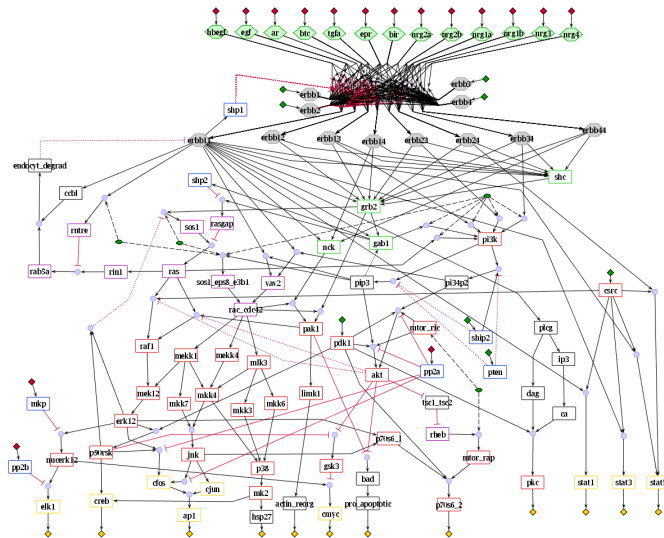 hbegf egf ar btc tgfa epr bir nrg2a nrg2b nrg1a nrg1b nrg3 nrg4
erbb3
erbb1
erbb4
erbb2
shp1
erbb11 erbb12 erbb13 erbb14 erbb23 erbb24 erbb34 erbb44
endocyt_degrad
shc
shp2
ccbl
grb2
rntre sos1 rasgap
nck gab1 pi3k
rab5a rin1 ras
sos1_eps8_e3b1 vav2 pip3 pi34p2
csrc
rac_cdc42
pak1 mtor_ric plcg
raf1 mekk1 mekk4 pdk1 ship2
mlk3 ip3
akt pp2a pten
mkp mek12 mkk7 mkk4 mkk3 mkk6 limk1 tsc1_tsc2 dag
ca
erk12
rheb
p70s6_1
pp2b nucerk12 p90rsk jnk p38 gsk3 mtor_rap
cfos cjun mk2 bad pkc stat1 stat3 stat5
elk1 creb ap1 hsp27 actin_reorg cmyc pro_apoptotic p70s6_2